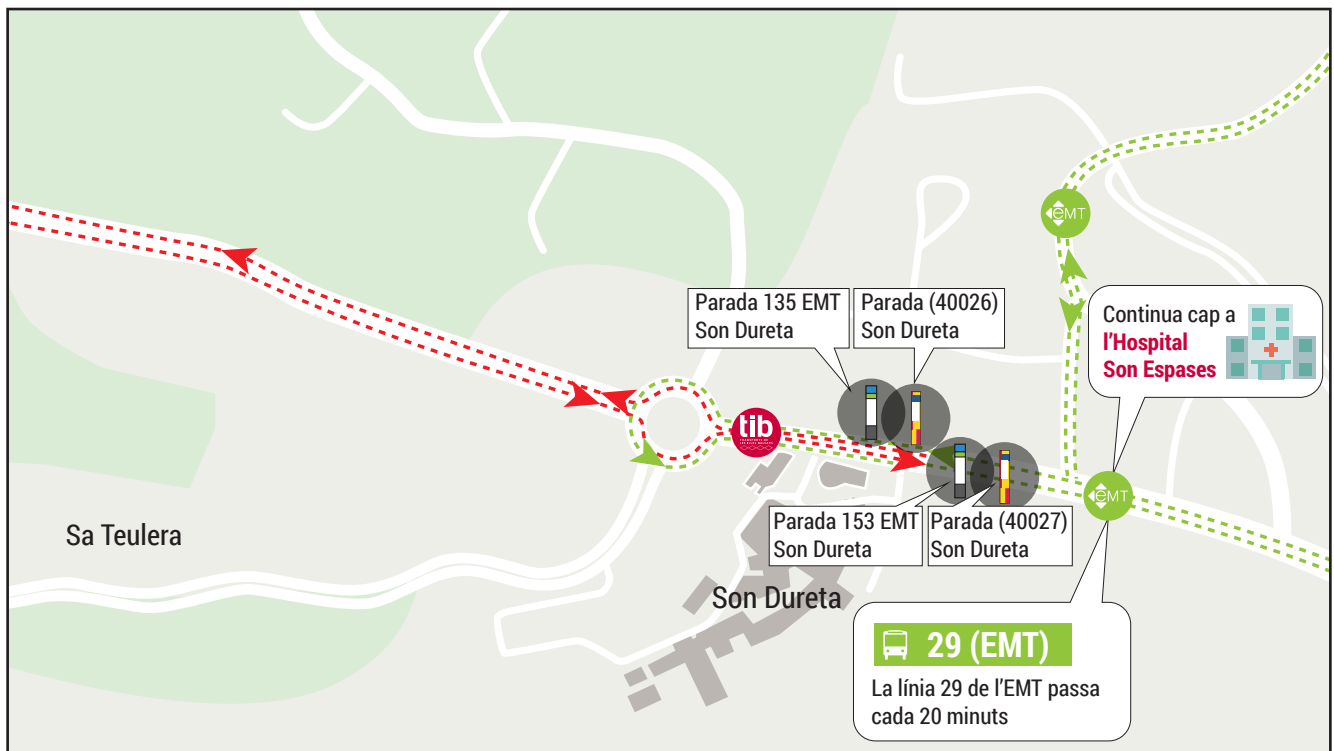 EMT
Parada 135 EMT
Son Dureta
Parada (40026)
Son Dureta
Continua cap a
l'Hospital
Son Espases
tib
Parada 153 EMT
Son Dureta
Parada (40027)
Son Dureta
EMT
Sa Teulera
Son Dureta
29 (EMT)
La línia 29 de l'EMT passa
cada 20 minuts